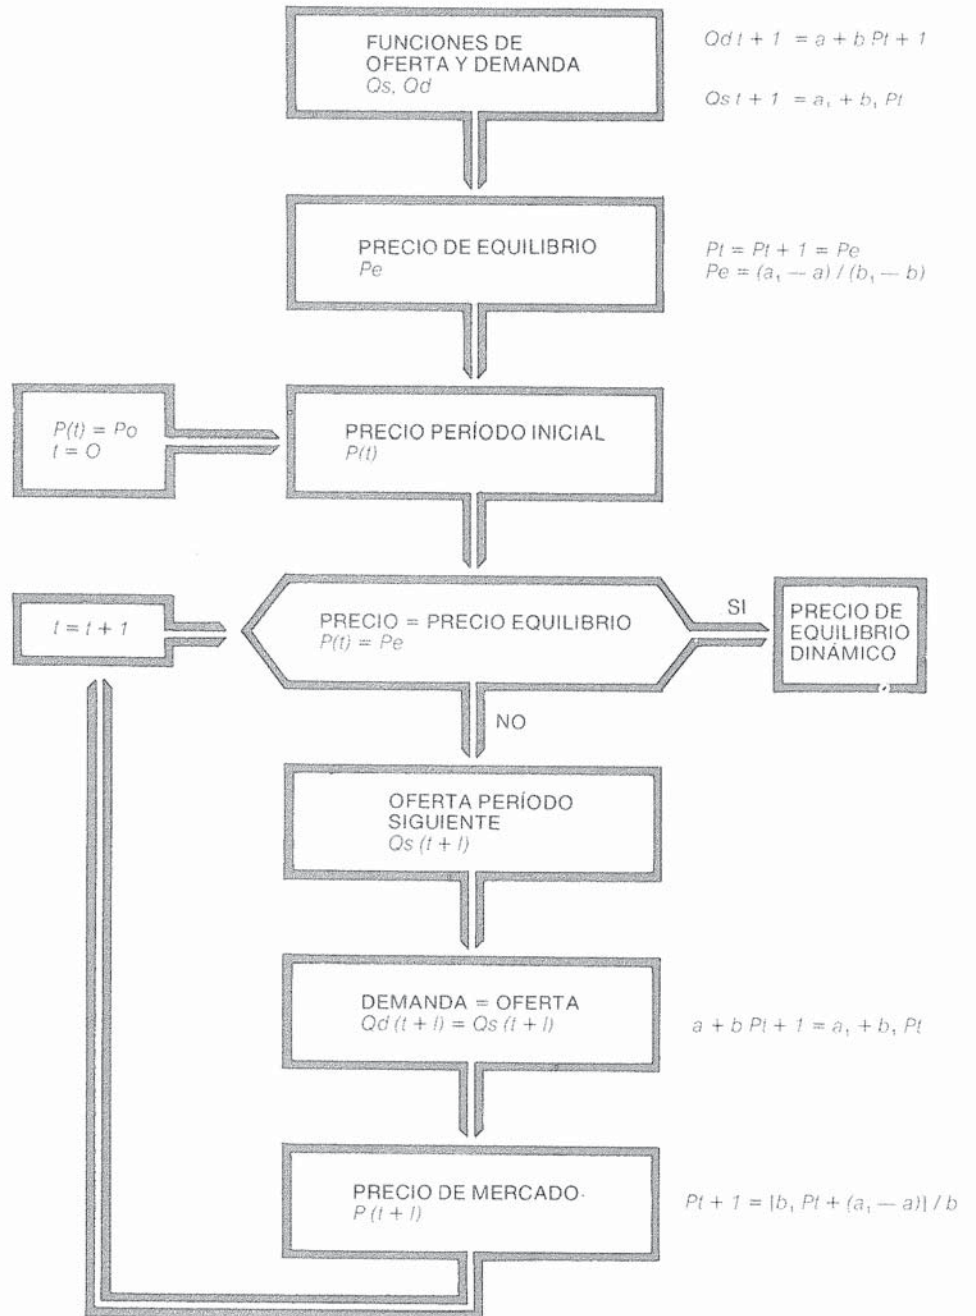 FUNCIONES DE
OFERTA Y DEMANDA
Qs, Qd
Qd t + 1 = a + b Pt + 1
Qs t + 1 = a₁ + b₁ Pt
PRECIO DE EQUILIBRIO
Pe
Pt = Pt + 1 = Pe
Pe = (a₁ — a) / (b₁ — b)
P(t) = Po
t = O
PRECIO PERÍODO INICIAL
P(t)
t = t + 1
PRECIO = PRECIO EQUILIBRIO
P(t) = Pe
SI
PRECIO DE
EQUILIBRIO
DINÁMICO
NO
OFERTA PERÍODO
SIGUIENTE
Qs (t + l)
DEMANDA = OFERTA
Qd (t + l) = Qs (t + l)
a + b Pt + 1 = a₁ + b₁ Pt
PRECIO DE MERCADO
P (t + l)
Pt + 1 = |b₁ Pt + (a₁ — a)| / b